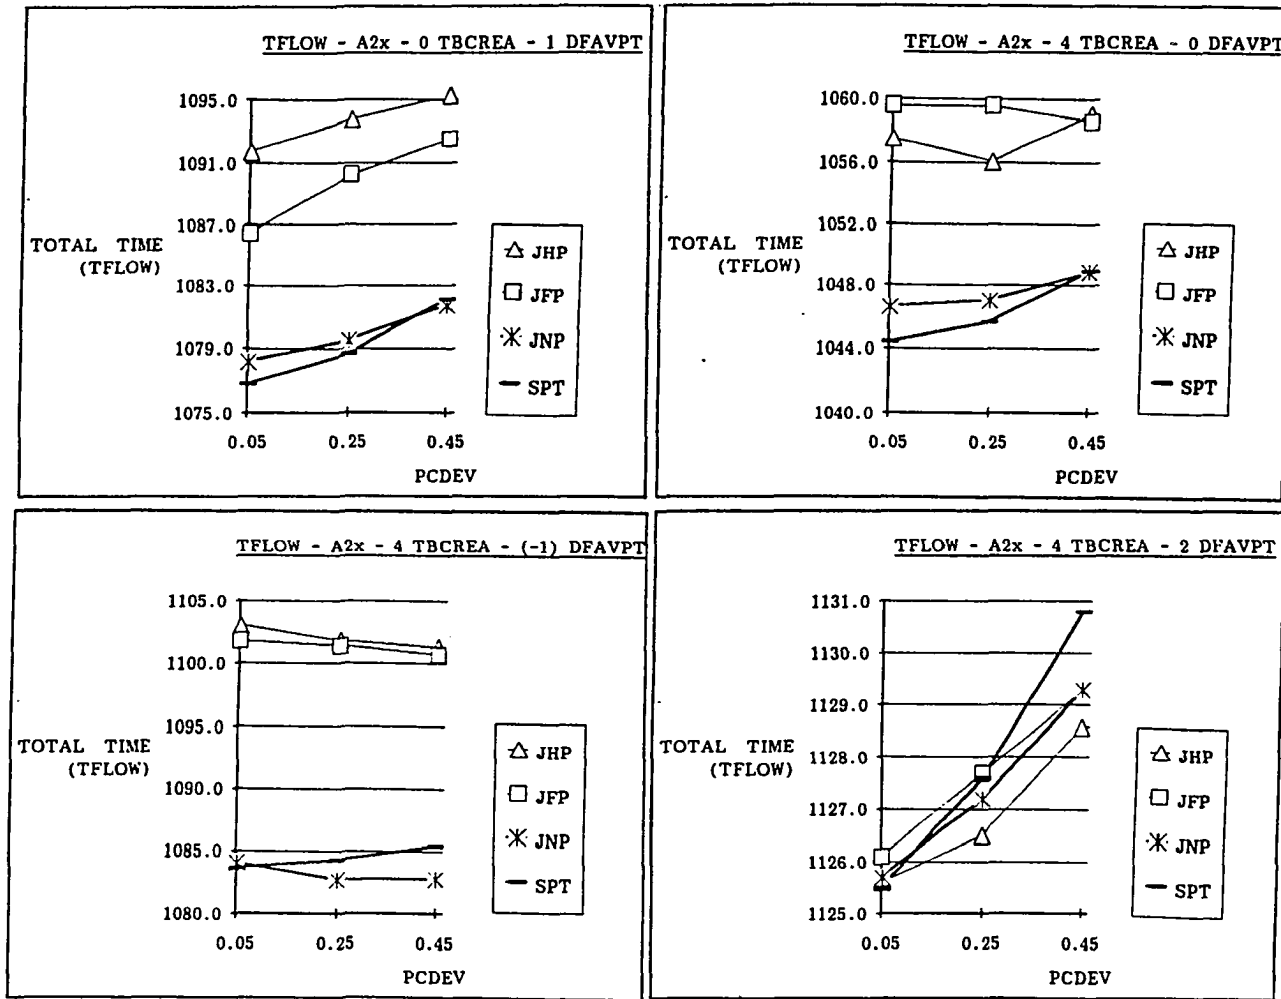 TFLOW - A2x - 0 TBCREA - 1 DFAVPT
1095.0
1091.0
1087.0
1083.0
1079.0
1075.0
TOTAL TIME
(TFLOW)
0.05 0.25 0.45
PCDEV
JHP
JFP
JNP
SPT
TFLOW - A2x - 4 TBCREA - 0 DFAVPT
1060.0
1056.0
1052.0
1048.0
1044.0
1040.0
TOTAL TIME
(TFLOW)
0.05 0.25 0.45
PCDEV
JHP
JFP
JNP
SPT
TFLOW - A2x - 4 TBCREA - (-1) DFAVPT
1105.0
1100.0
1095.0
1090.0
1085.0
1080.0
TOTAL TIME
(TFLOW)
0.05 0.25 0.45
PCDEV
JHP
JFP
JNP
SPT
TFLOW - A2x - 4 TBCREA - 2 DFAVPT
1131.0
1130.0
1129.0
1128.0
1127.0
1126.0
1125.0
TOTAL TIME
(TFLOW)
0.05 0.25 0.45
PCDEV
JHP
JFP
JNP
SPT